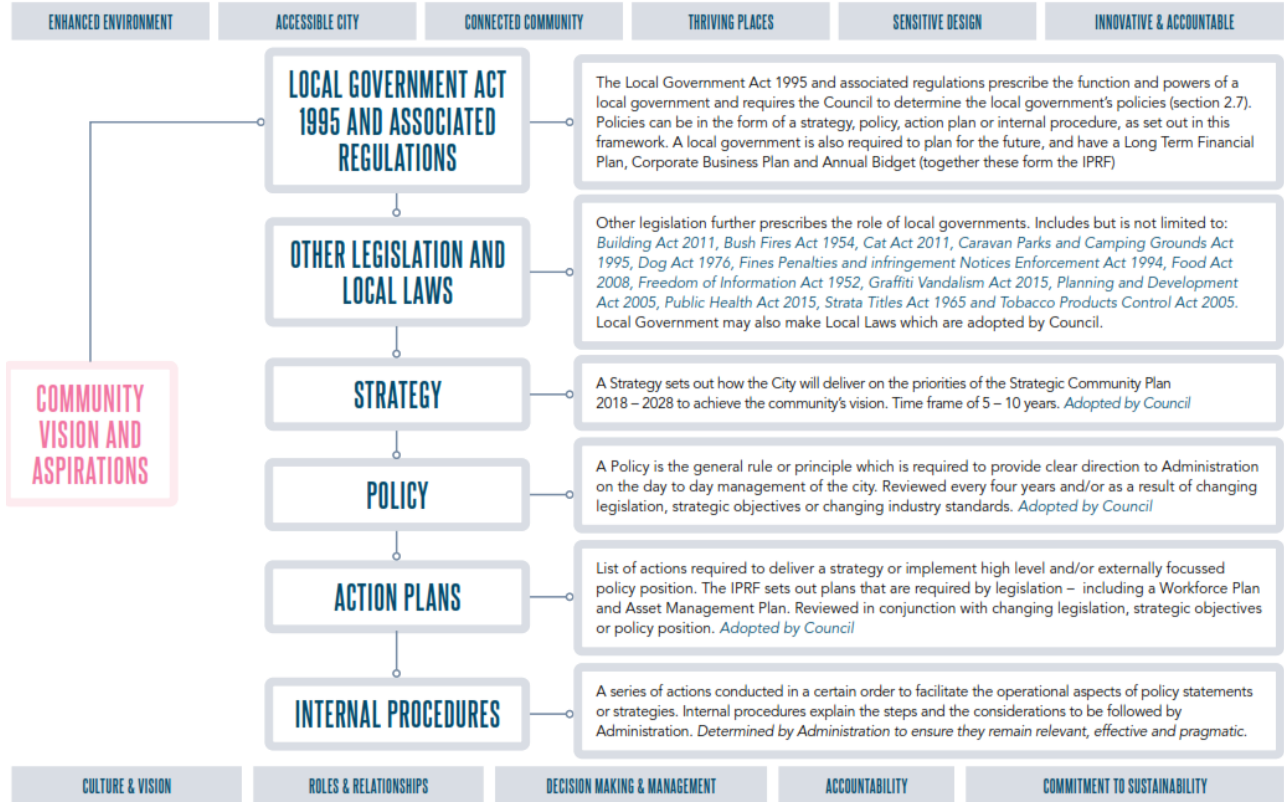 ENHANCED ENVIRONMENT
ACCESSIBLE CITY
CONNECTED COMMUNITY
THRIVING PLACES
SENSITIVE DESIGN
INNOVATIVE & ACCOUNTABLE
LOCAL GOVERNMENT ACT
1995 AND ASSOCIATED
REGULATIONS
The Local Government Act 1995 and associated regulations prescribe the function and powers of a
local government and requires the Council to determine the local government's policies (section 2.7).
Policies can be in the form of a strategy, policy, action plan or internal procedure, as set out in this
framework. A local government is also required to plan for the future, and have a Long Term Financial
Plan, Corporate Business Plan and Annual Bidget (together these form the IPRF)
OTHER LEGISLATION AND
LOCAL LAWS
Other legislation further prescribes the role of local governments. Includes but is not limited to:
Building Act 2011, Bush Fires Act 1954, Cat Act 2011, Caravan Parks and Camping Grounds Act
1995, Dog Act 1976, Fines Penalties and infringement Notices Enforcement Act 1994, Food Act
2008, Freedom of Information Act 1952, Graffiti Vandalism Act 2015, Planning and Development
Act 2005, Public Health Act 2015, Strata Titles Act 1965 and Tobacco Products Control Act 2005.
Local Government may also make Local Laws which are adopted by Council.
COMMUNITY
VISION AND
ASPIRATIONS
STRATEGY
A Strategy sets out how the City will deliver on the priorities of the Strategic Community Plan
2018 – 2028 to achieve the community's vision. Time frame of 5 – 10 years. Adopted by Council
POLICY
A Policy is the general rule or principle which is required to provide clear direction to Administration
on the day to day management of the city. Reviewed every four years and/or as a result of changing
legislation, strategic objectives or changing industry standards. Adopted by Council
ACTION PLANS
List of actions required to deliver a strategy or implement high level and/or externally focussed
policy position. The IPRF sets out plans that are required by legislation – including a Workforce Plan
and Asset Management Plan. Reviewed in conjunction with changing legislation, strategic objectives
or policy position. Adopted by Council
INTERNAL PROCEDURES
A series of actions conducted in a certain order to facilitate the operational aspects of policy statements
or strategies. Internal procedures explain the steps and the considerations to be followed by
Administration. Determined by Administration to ensure they remain relevant, effective and pragmatic.
CULTURE & VISION
ROLES & RELATIONSHIPS
DECISION MAKING & MANAGEMENT
ACCOUNTABILITY
COMMITMENT TO SUSTAINABILITY